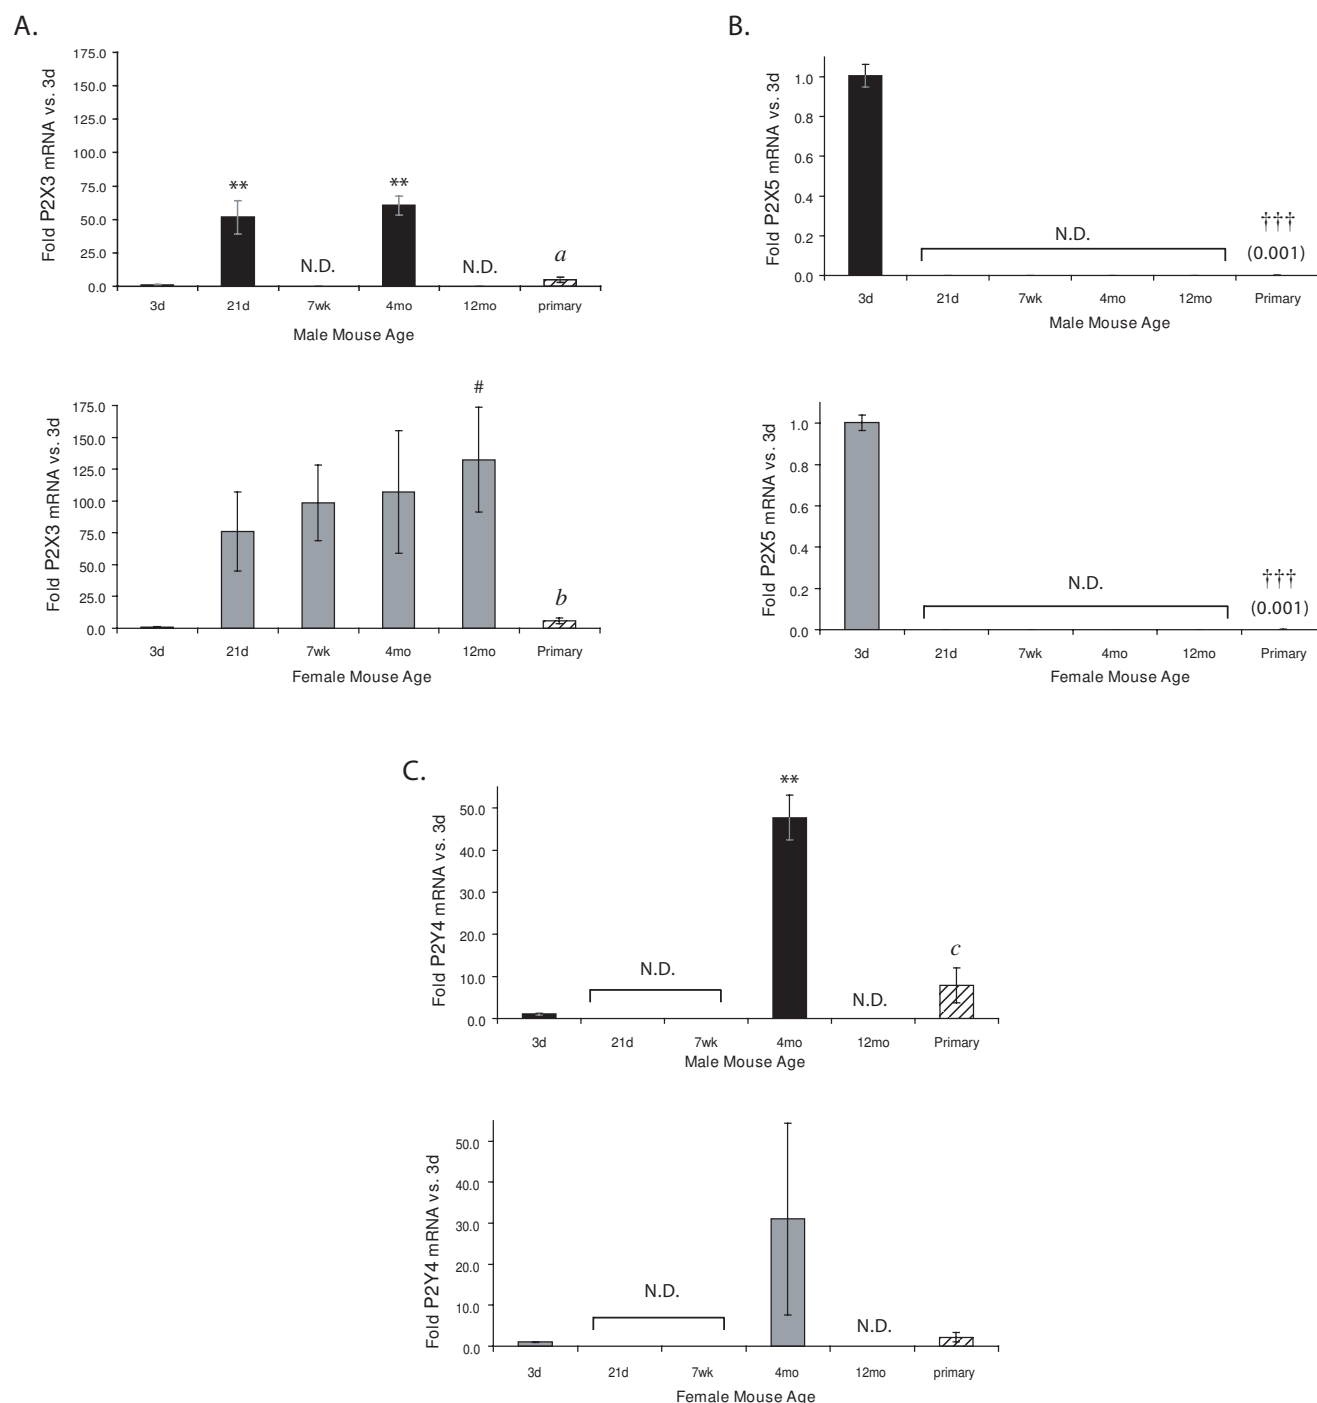 A.
Fold P2X3 mRNA vs. 3d
175.0
150.0
125.0
100.0
75.0
50.0
25.0
0.0
**
N.D.
**
N.D.
a
3d 21d 7wk 4mo 12mo primary
Male Mouse Age
Fold P2X3 mRNA vs. 3d
175.0
150.0
125.0
100.0
75.0
50.0
25.0
0.0
#
b
3d 21d 7wk 4mo 12mo Primary
Female Mouse Age
B.
Fold P2X5 mRNA vs. 3d
1.0
0.8
0.6
0.4
0.2
0.0
N.D.
†††
(0.001)
3d 21d 7wk 4mo 12mo Primary
Male Mouse Age
Fold P2X5 mRNA vs. 3d
1.0
0.8
0.6
0.4
0.2
0.0
N.D.
†††
(0.001)
3d 21d 7wk 4mo 12mo Primary
Female Mouse Age
C.
Fold P2Y4 mRNA vs. 3d
50.0
40.0
30.0
20.0
10.0
0.0
N.D.
**
N.D.
c
3d 21d 7wk 4mo 12mo Primary
Male Mouse Age
Fold P2Y4 mRNA vs. 3d
50.0
40.0
30.0
20.0
10.0
0.0
N.D.
N.D.
3d 21d 7wk 4mo 12mo primary
Female Mouse Age